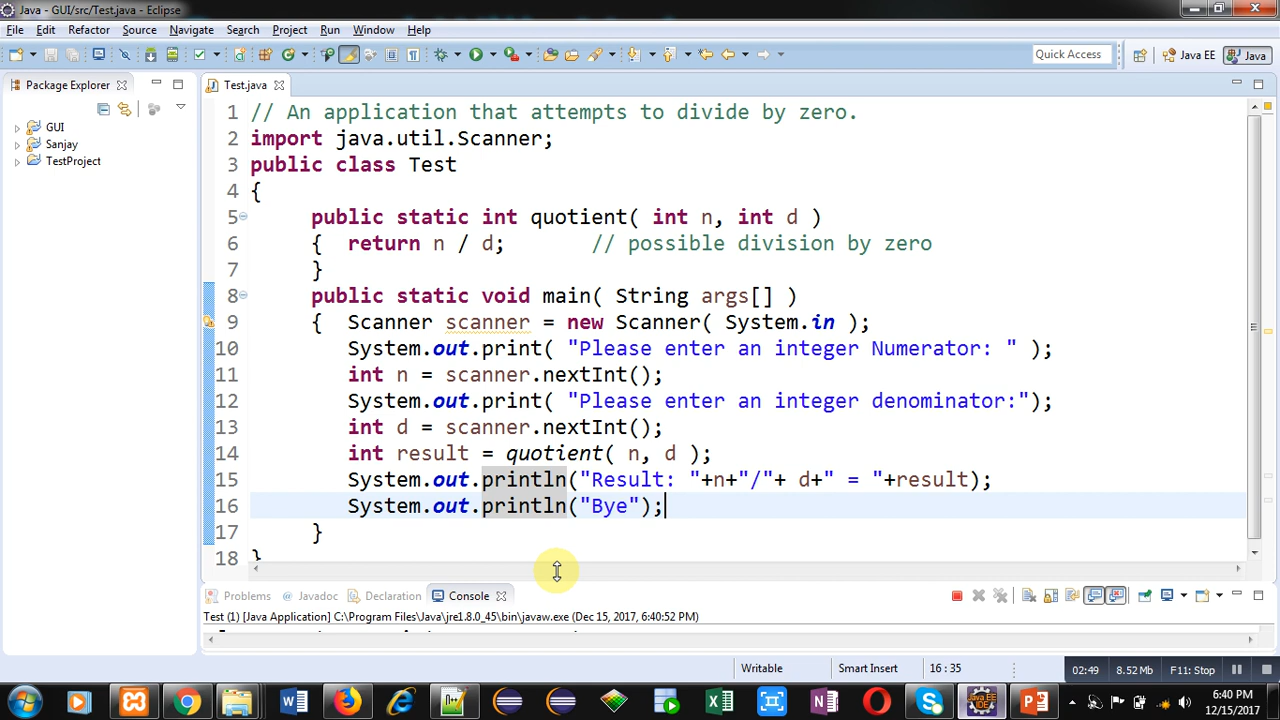 Java - GUI/src/Test.java - Eclipse
File Edit Refactor Source Navigate Search Project Run Window Help
Quick Access Java EE Java
Package Explorer
GUI
Sanjay
TestProject
Test.java
1 // An application that attempts to divide by zero.
2 import java.util.Scanner;
3 public class Test
4 {
5 public static int quotient( int n, int d )
6 { return n / d; // possible division by zero
7 }
8 public static void main( String args[] )
9 { Scanner scanner = new Scanner( System.in );
10 System.out.print( "Please enter an integer Numerator: " );
11 int n = scanner.nextInt();
12 System.out.print( "Please enter an integer denominator:");
13 int d = scanner.nextInt();
14 int result = quotient( n, d );
15 System.out.println("Result: "+n+"/"+ d+" = "+result);
16 System.out.println("Bye");
17 }
18 }
Problems Javadoc Declaration Console
Test (1) [Java Application] C:\Program Files\Java\jre1.8.0_45\bin\javaw.exe (Dec 15, 2017, 6:40:52 PM)
Writable Smart Insert 16 : 35 02:49 8.52 Mb F11: Stop
6:40 PM
12/15/2017